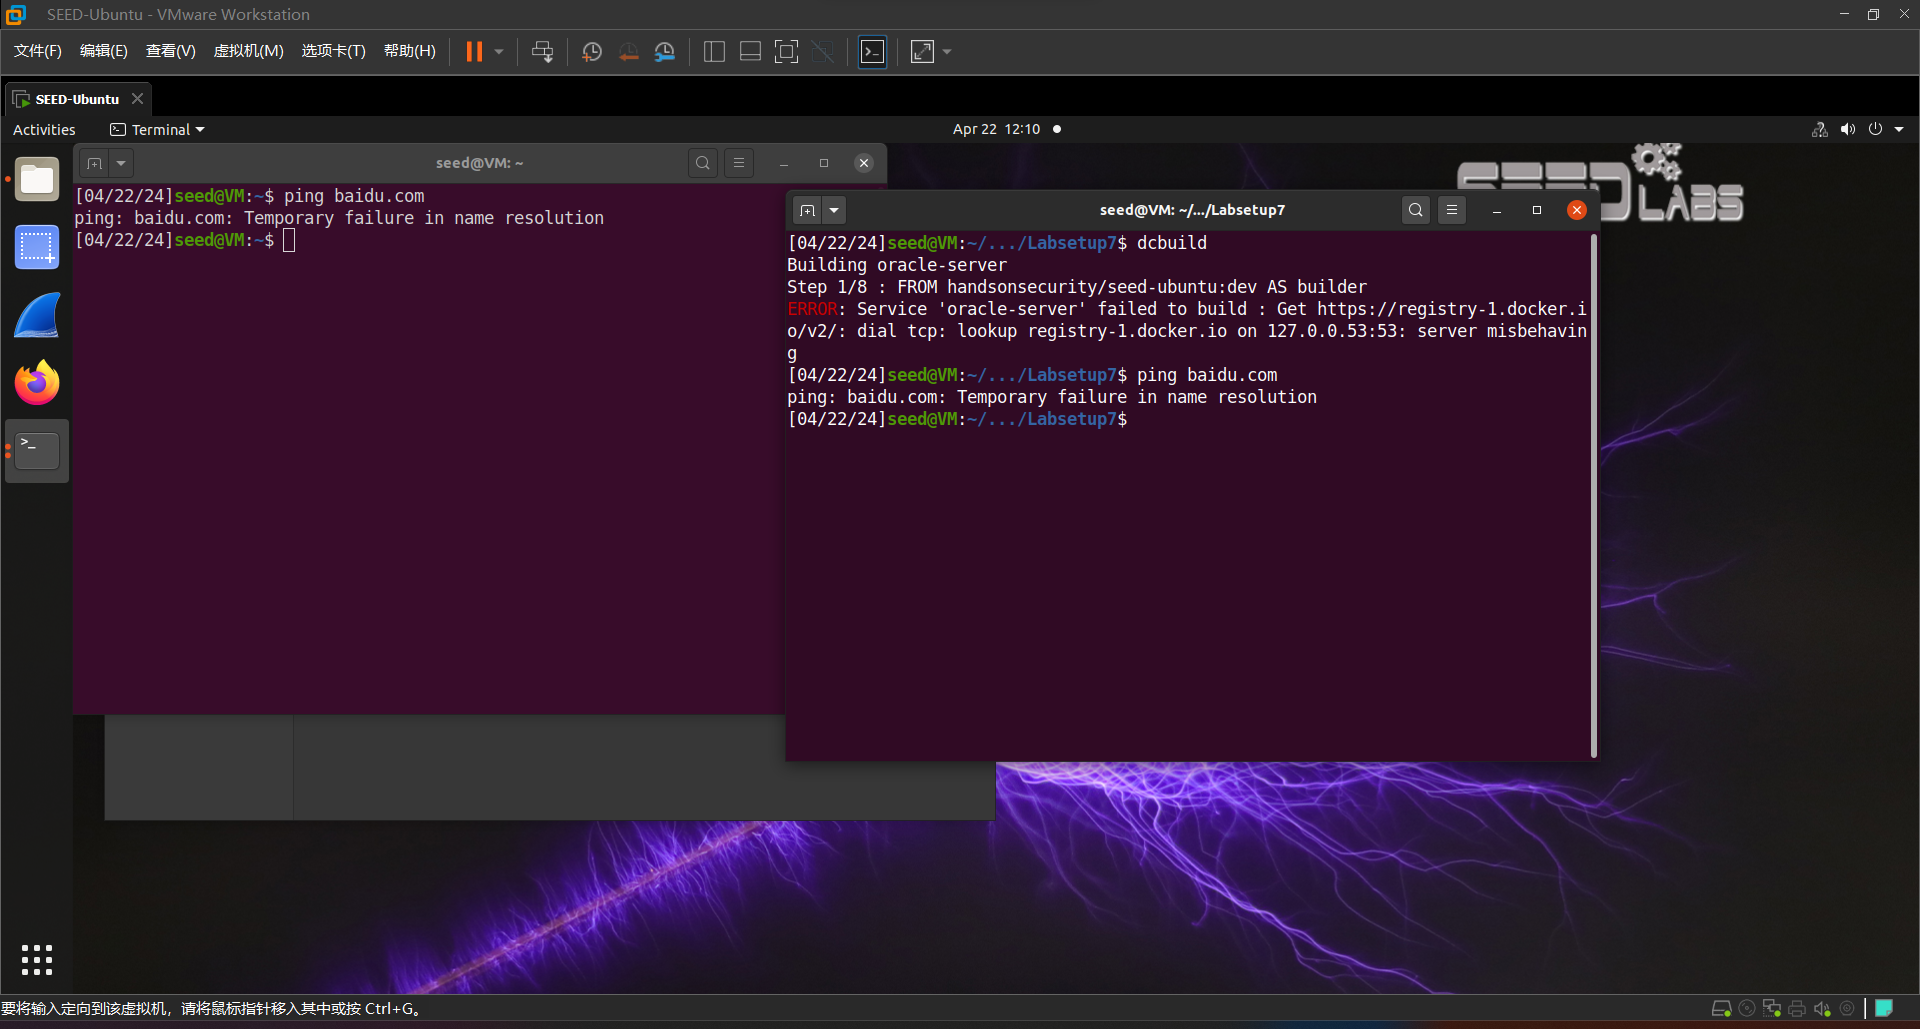 SEED-Ubuntu - VMware Workstation
文件(F) 编辑(E) 查看(V) 虚拟机(M) 选项卡(T) 帮助(H)
SEED-Ubuntu
Activities Terminal Apr 22 12:10
seed@VM: ~
[04/22/24]seed@VM:~$ ping baidu.com
ping: baidu.com: Temporary failure in name resolution
[04/22/24]seed@VM:~$
SEED LABS
seed@VM: ~/.../Labsetup7
[04/22/24]seed@VM:~/.../Labsetup7$ dcbuild
Building oracle-server
Step 1/8 : FROM handsonsecurity/seed-ubuntu:dev AS builder
ERROR: Service 'oracle-server' failed to build : Get https://registry-1.docker.i
o/v2/: dial tcp: lookup registry-1.docker.io on 127.0.0.53:53: server misbehavin
g
[04/22/24]seed@VM:~/.../Labsetup7$ ping baidu.com
ping: baidu.com: Temporary failure in name resolution
[04/22/24]seed@VM:~/.../Labsetup7$
要将输入定向到该虚拟机，请将鼠标指针移入其中或按 Ctrl+G。